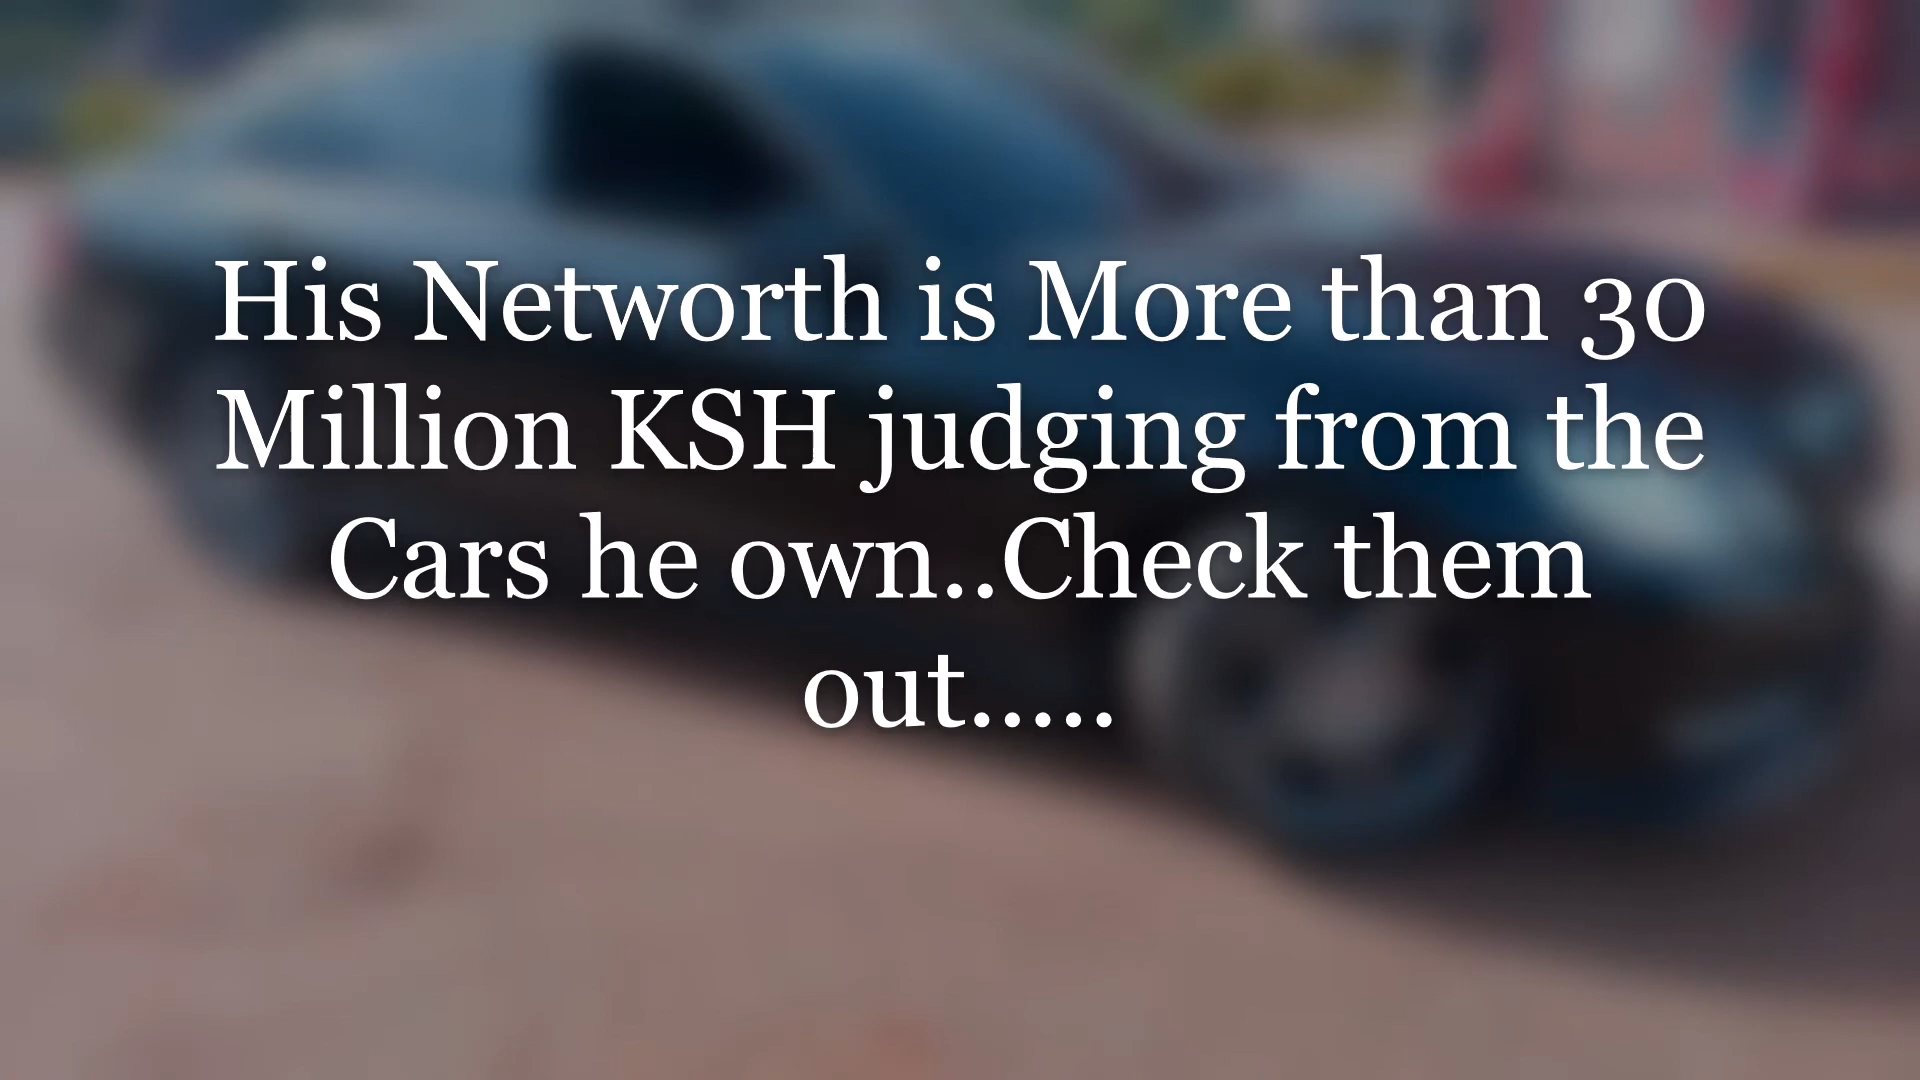 His Networth is More than 30
Million KSH judging from the
Cars he own..Check them
out.....